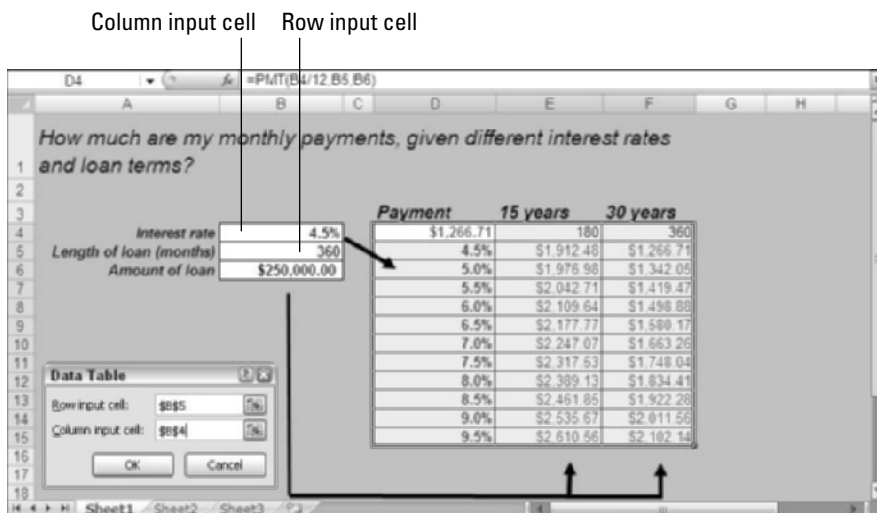 Column input cell Row input cell
D4 fx =PMT(B4/12,B5,B6)
A B C D E F G H
How much are my monthly payments, given different interest rates
1 and loan terms?
2
3 Payment 15 years 30 years
4 Interest rate 4.5% $1,266.71 180 360
5 Length of loan (months) 360 4.5% $1,912.48 $1,266.71
6 Amount of loan $250,000.00 5.0% $1,976.98 $1,342.05
7 5.5% $2,042.71 $1,419.47
8 6.0% $2,109.64 $1,498.88
9 6.5% $2,177.77 $1,580.17
10 7.0% $2,247.07 $1,663.26
11 7.5% $2,317.53 $1,748.04
12 Data Table 8.0% $2,389.13 $1,834.41
13 Row input cell: $B$5 8.5% $2,461.85 $1,922.28
14 Column input cell: $B$4 9.0% $2,535.67 $2,011.56
15 9.5% $2,610.56 $2,102.14
16 OK Cancel
17
18
Sheet1 Sheet2 Sheet3